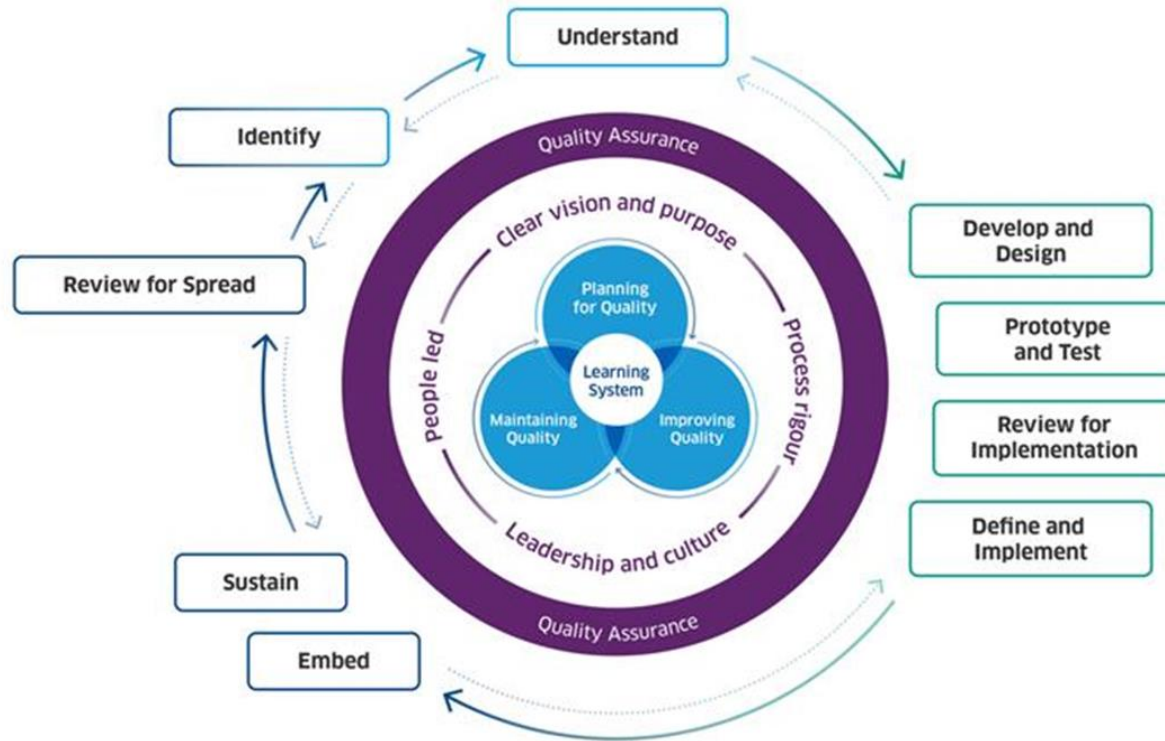 Understand
Identify
Review for Spread
Sustain
Embed
Develop and
Design
Prototype
and Test
Review for
Implementation
Define and
Implement
Quality Assurance
Clear vision and purpose
People led
Process rigour
Leadership and culture
Planning
for Quality
Learning
System
Maintaining
Quality
Improving
Quality
Quality Assurance